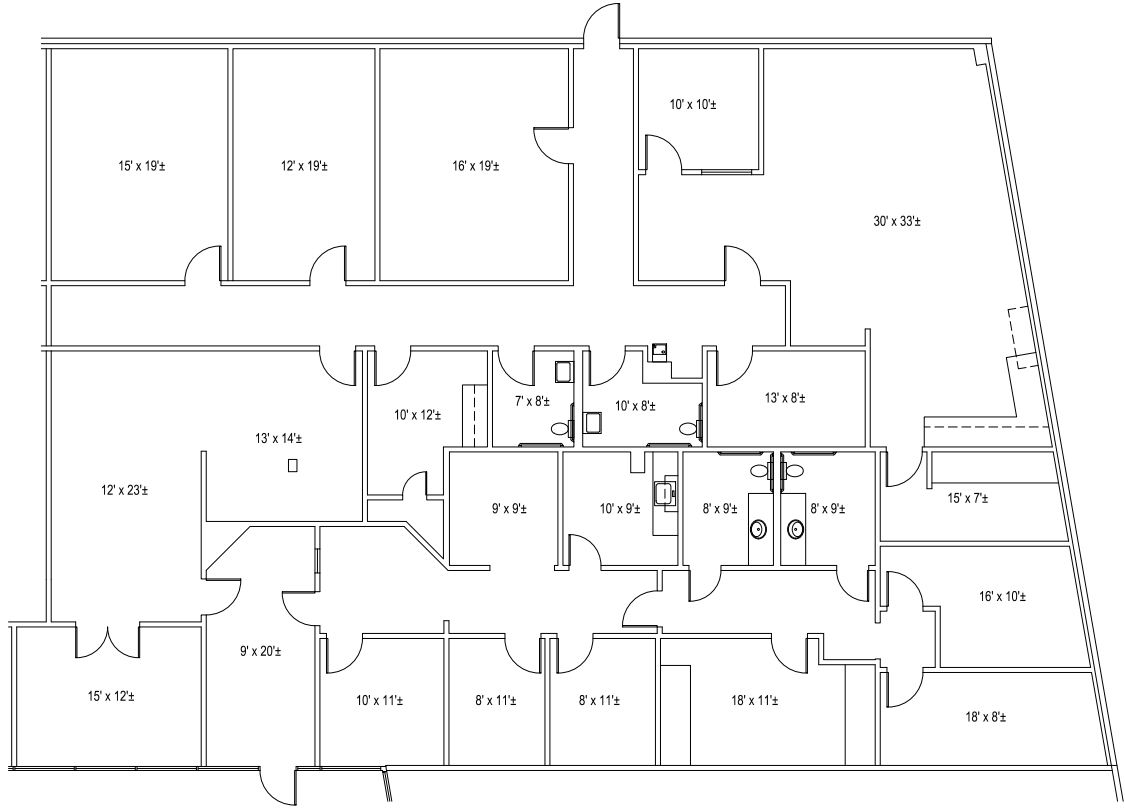 10' x 10'±
15' x 19'±
12' x 19'±
16' x 19'±
30' x 33'±
7' x 8'±
10' x 8'±
13' x 8'±
10' x 12'±
13' x 14'±
12' x 23'±
9' x 9'±
10' x 9'±
8' x 9'±
8' x 9'±
15' x 7'±
16' x 10'±
9' x 20'±
15' x 12'±
10' x 11'±
8' x 11'±
8' x 11'±
18' x 11'±
18' x 8'±